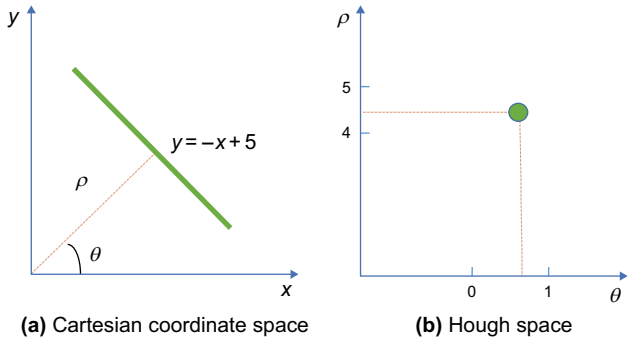 y
y = –x + 5
ρ
θ
x
(a) Cartesian coordinate space
ρ
5
4
0
1
θ
(b) Hough space